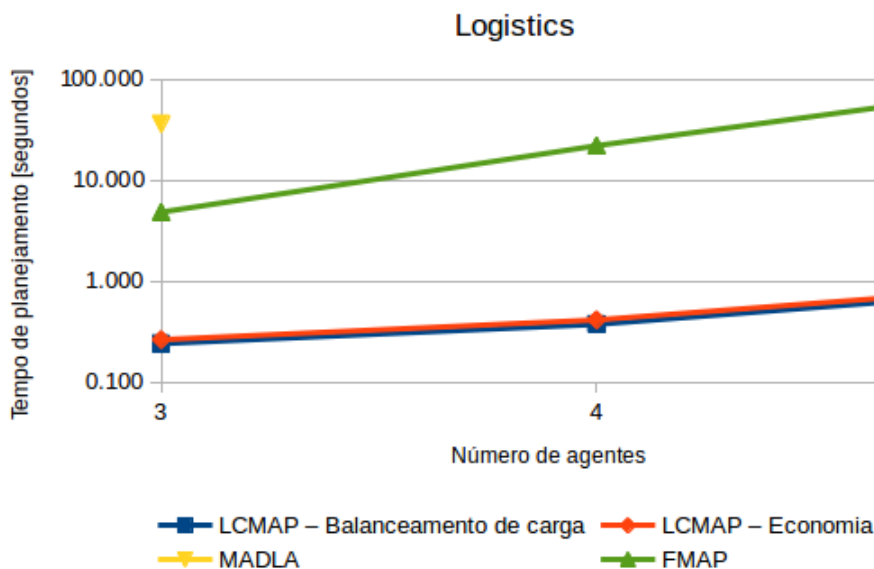 Logistics
Tempo de planejamento [segundos]
100.000
10.000
1.000
0.100
3
4
Número de agentes
LCMAP – Balanceamento de carga
LCMAP – Economia
MADLA
FMAP